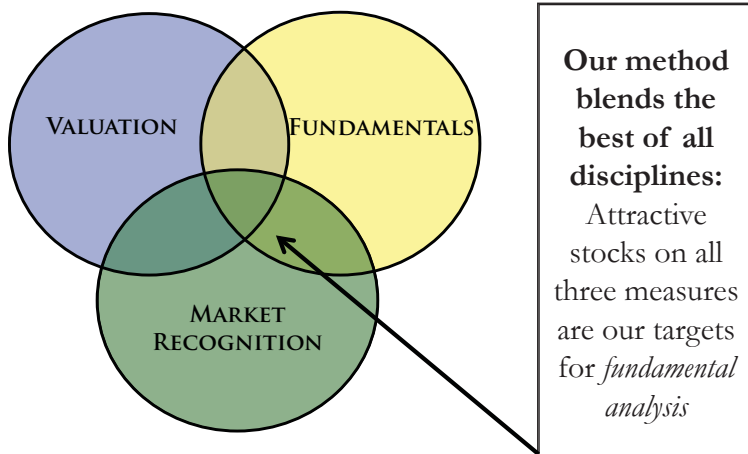 VALUATION
FUNDAMENTALS
MARKET
RECOGNITION
Our method
blends the
best of all
disciplines:
Attractive
stocks on all
three measures
are our targets
for fundamental
analysis